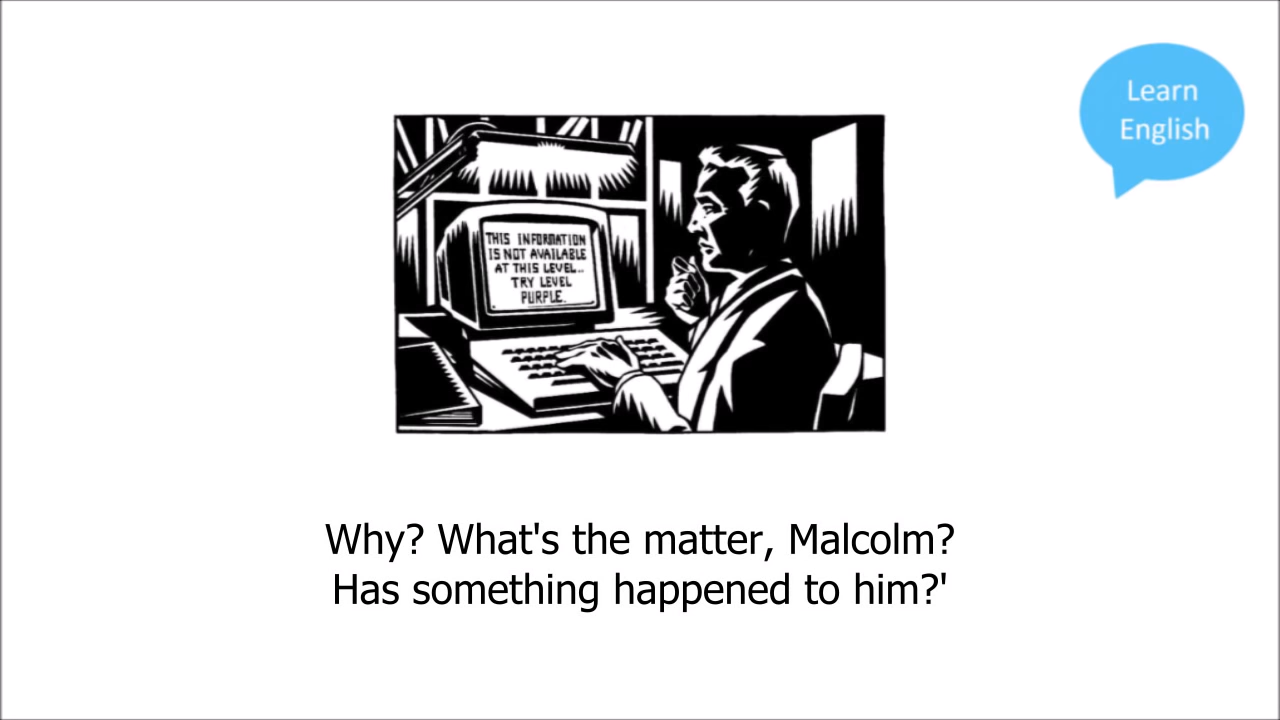 Learn
English
THIS INFORMATION
IS NOT AVAILABLE
AT THIS LEVEL..
TRY LEVEL
PURPLE.
Why? What's the matter, Malcolm?
Has something happened to him?'